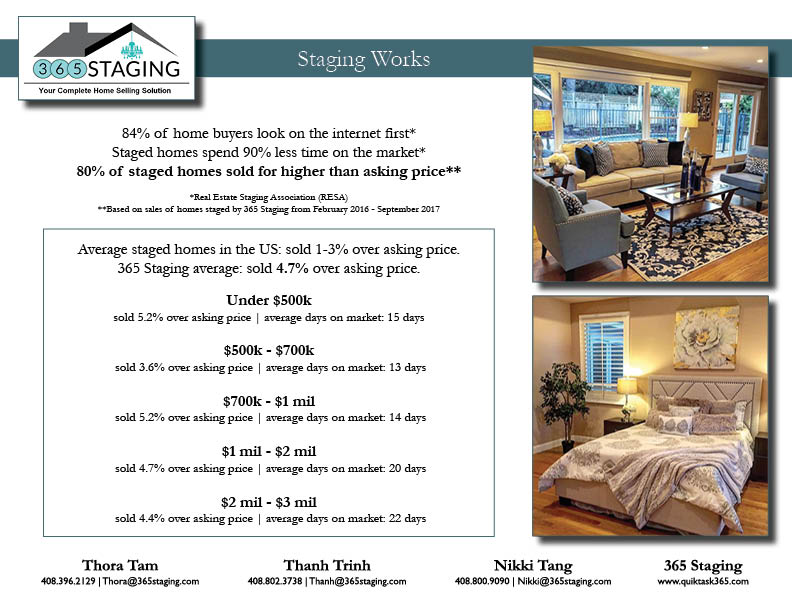 365STAGING
Your Complete Home Selling Solution
Staging Works
84% of home buyers look on the internet first*
Staged homes spend 90% less time on the market*
80% of staged homes sold for higher than asking price**
*Real Estate Staging Association (RESA)
**Based on sales of homes staged by 365 Staging from February 2016 - September 2017
Average staged homes in the US: sold 1-3% over asking price.
365 Staging average: sold 4.7% over asking price.
Under $500k
sold 5.2% over asking price | average days on market: 15 days
$500k - $700k
sold 3.6% over asking price | average days on market: 13 days
$700k - $1 mil
sold 5.2% over asking price | average days on market: 14 days
$1 mil - $2 mil
sold 4.7% over asking price | average days on market: 20 days
$2 mil - $3 mil
sold 4.4% over asking price | average days on market: 22 days
Thora Tam
408.396.2129 | Thora@365staging.com
Thanh Trinh
408.802.3738 | Thanh@365staging.com
Nikki Tang
408.800.9090 | Nikki@365staging.com
365 Staging
www.quiktask365.com